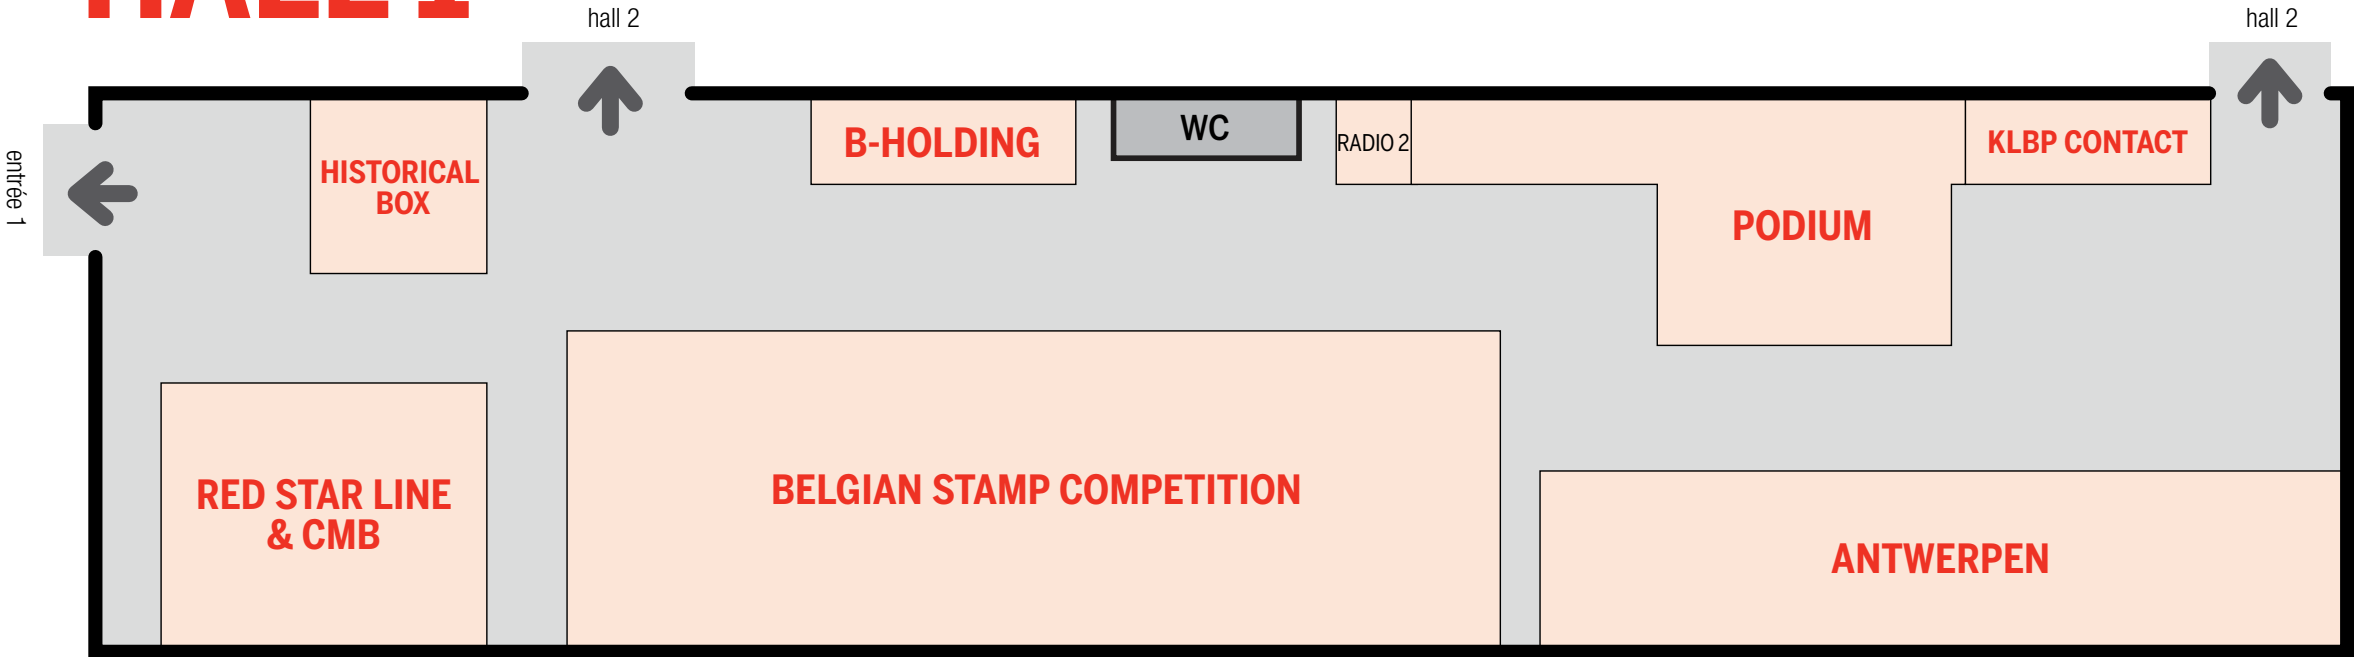 hall 2
hall 2
entrée 1
HISTORICAL
BOX
B-HOLDING
WC
RADIO 2
KLBP CONTACT
PODIUM
RED STAR LINE
& CMB
BELGIAN STAMP COMPETITION
ANTWERPEN